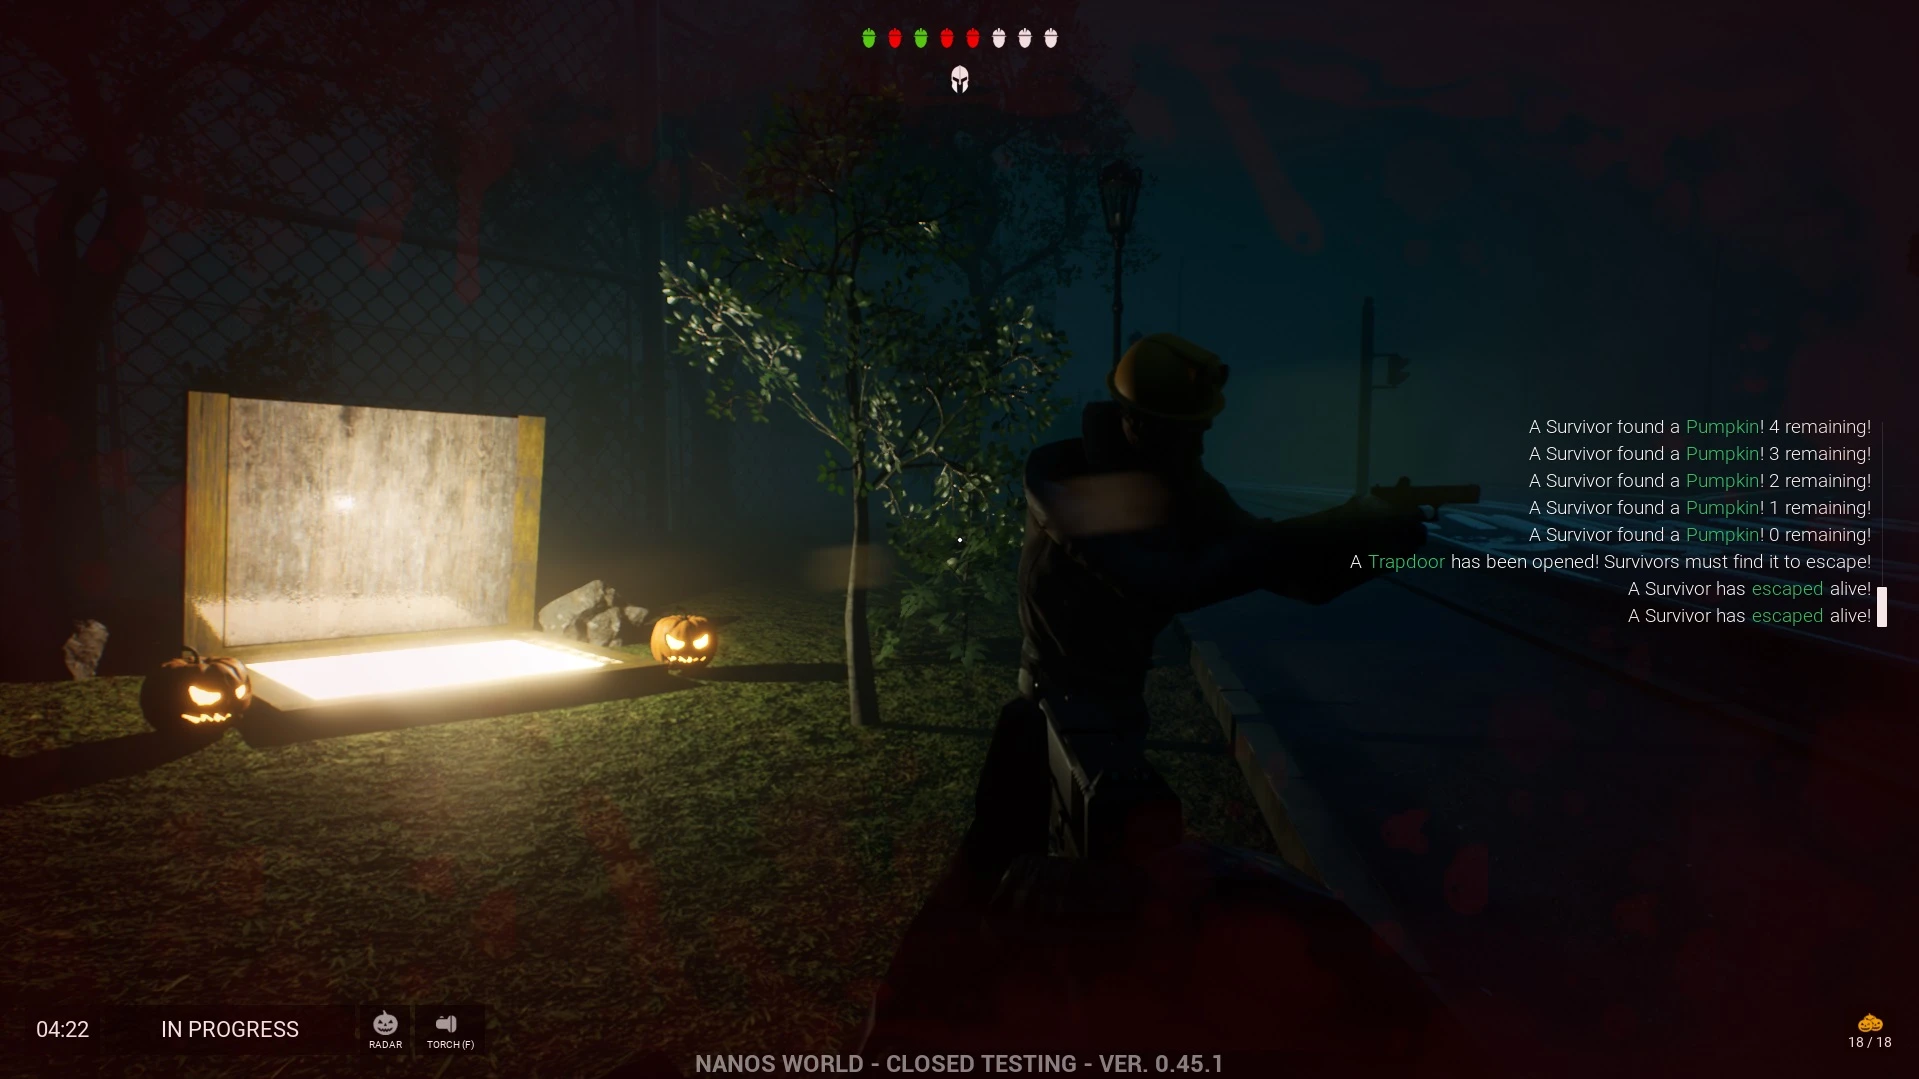 A Survivor found a Pumpkin! 4 remaining!
A Survivor found a Pumpkin! 3 remaining!
A Survivor found a Pumpkin! 2 remaining!
A Survivor found a Pumpkin! 1 remaining!
A Survivor found a Pumpkin! 0 remaining!
A Trapdoor has been opened! Survivors must find it to escape!
A Survivor has escaped alive!
A Survivor has escaped alive!
04:22
IN PROGRESS
RADAR
TORCH (F)
18 / 18
NANOS WORLD - CLOSED TESTING - VER. 0.45.1